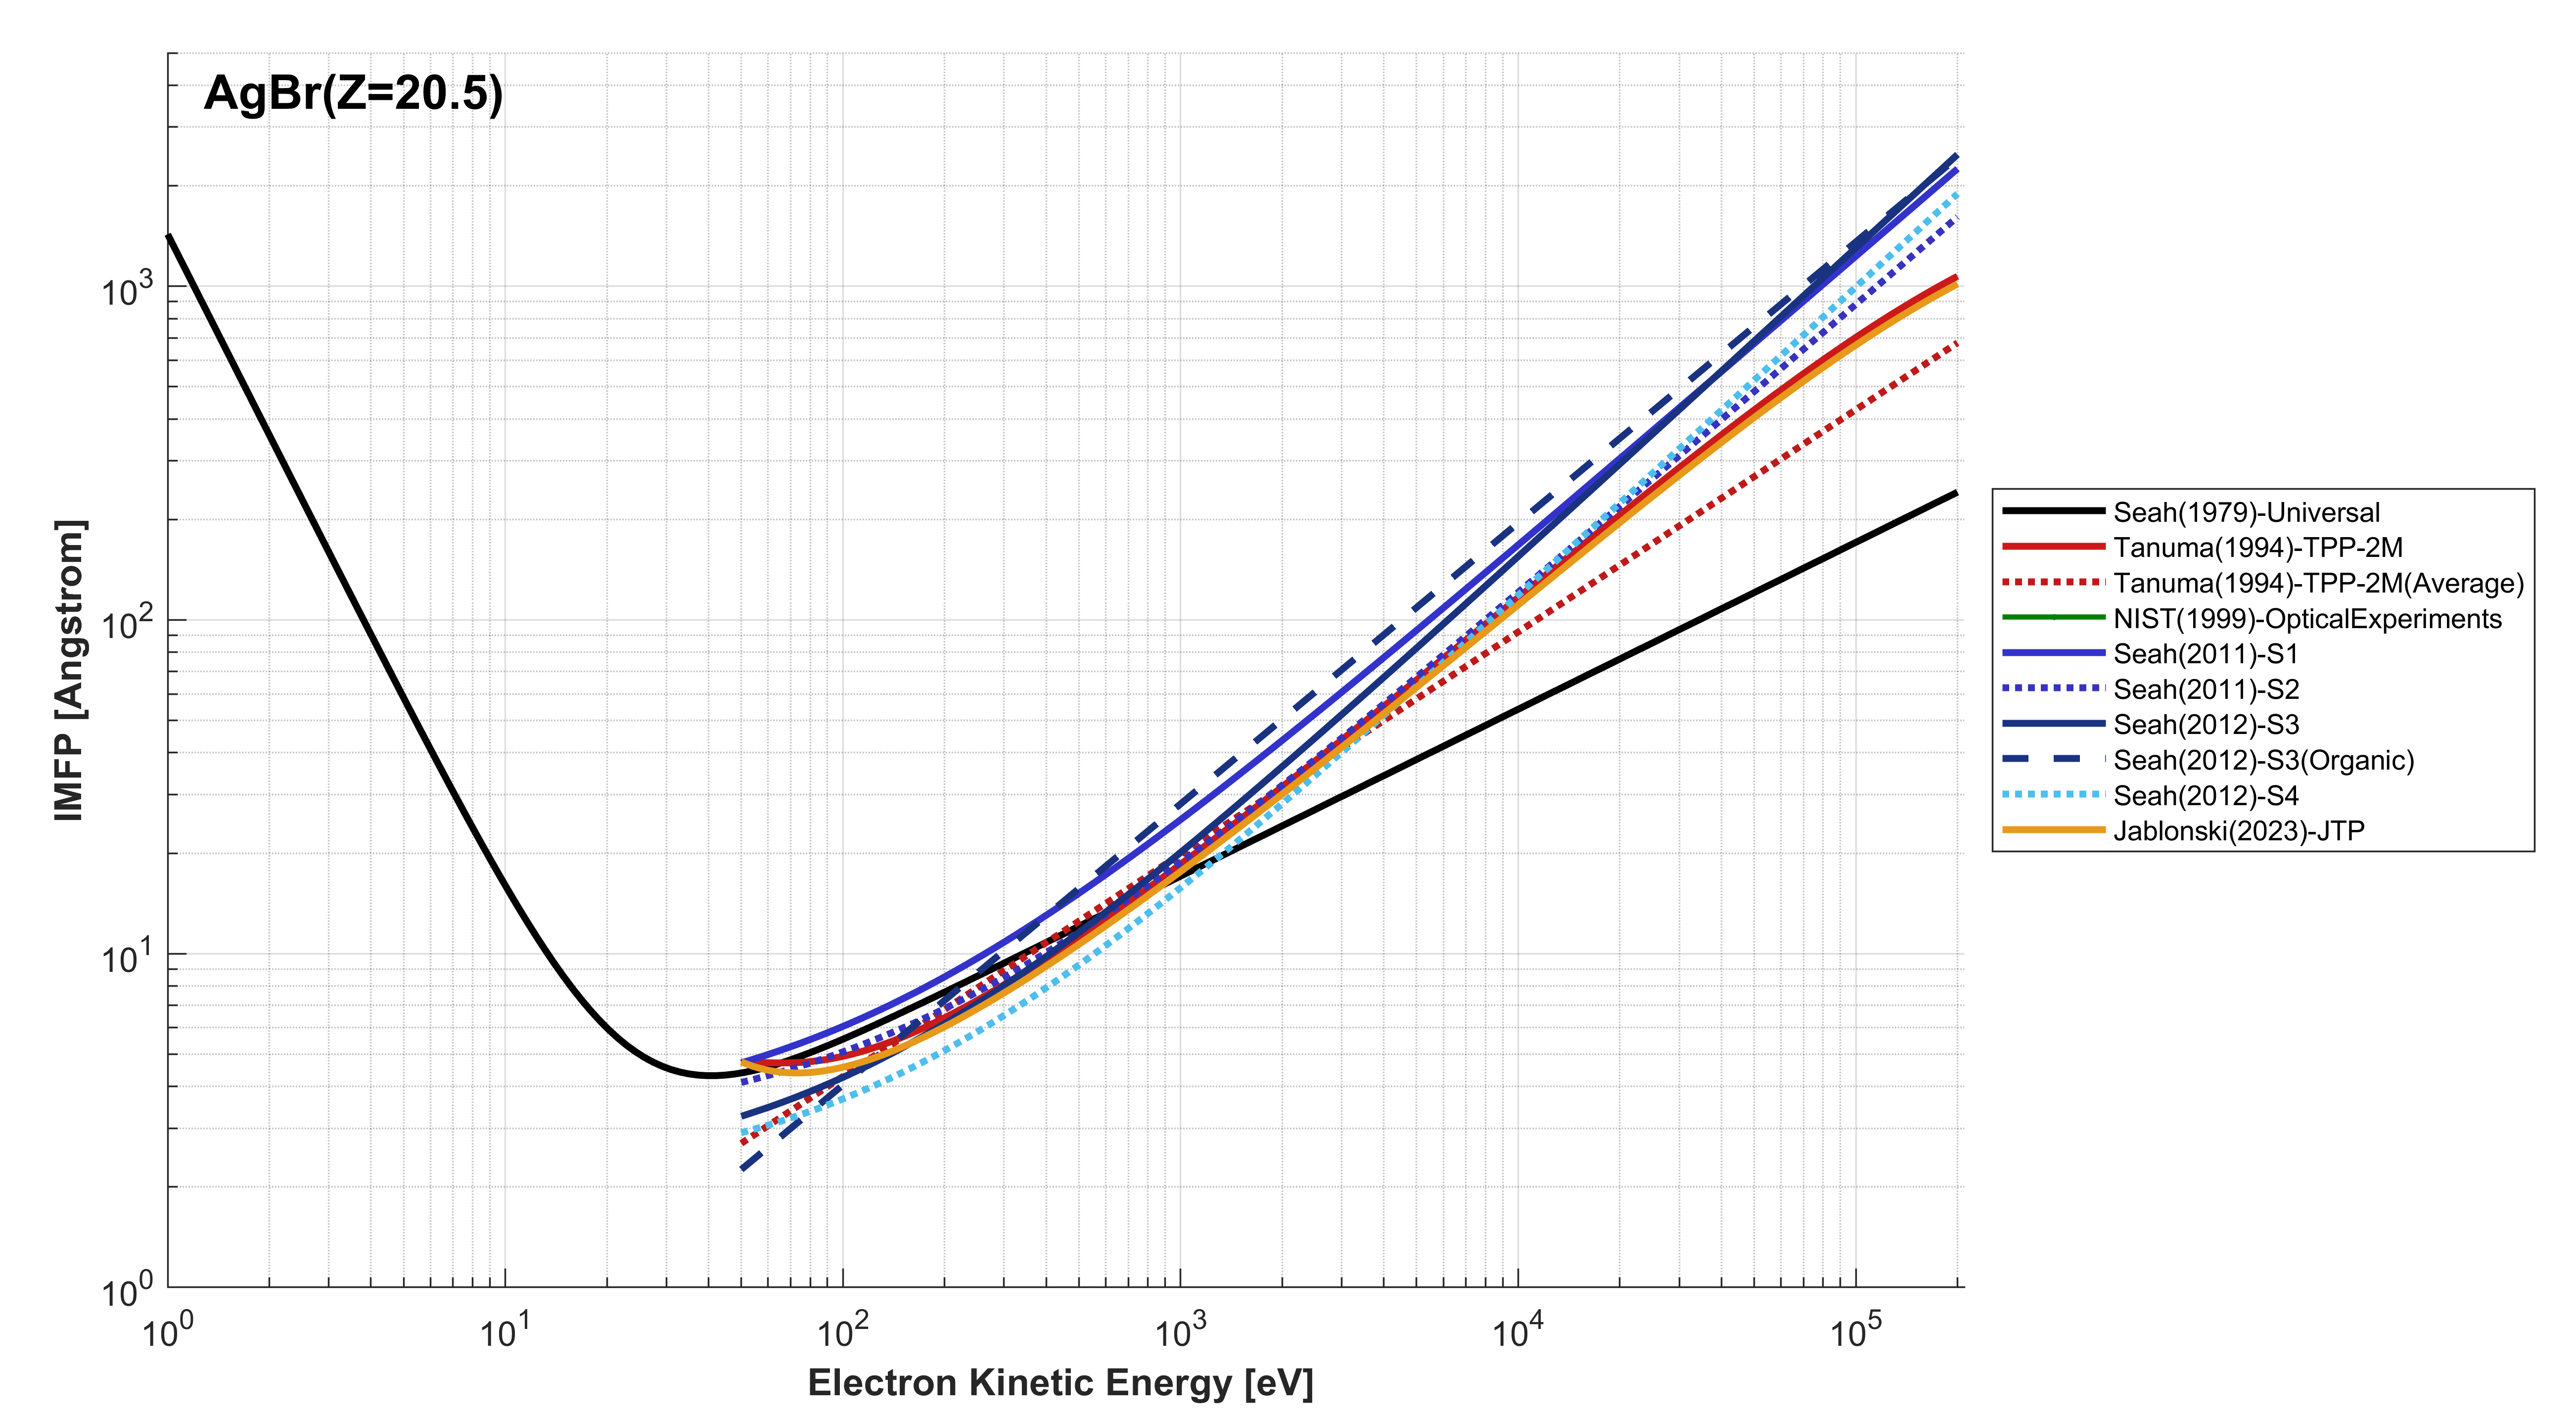 AgBr(Z=20.5)
IMFP [Angstrom]
10^3
10^2
10^1
10^0
10^0 10^1 10^2 10^3 10^4 10^5
Electron Kinetic Energy [eV]
Seah(1979)-Universal
Tanuma(1994)-TPP-2M
Tanuma(1994)-TPP-2M(Average)
NIST(1999)-OpticalExperiments
Seah(2011)-S1
Seah(2011)-S2
Seah(2012)-S3
Seah(2012)-S3(Organic)
Seah(2012)-S4
Jablonski(2023)-JTP